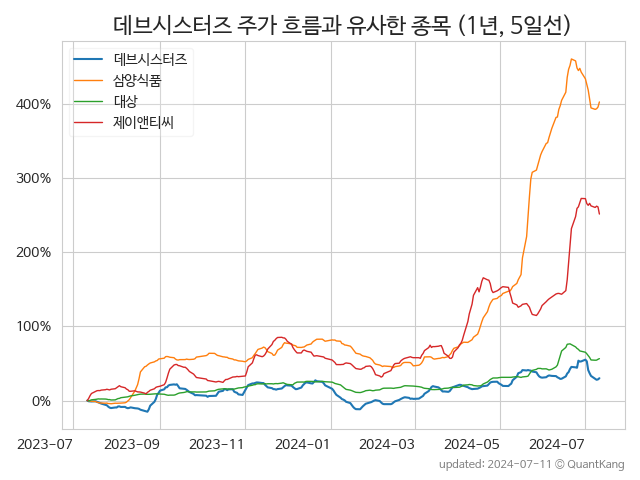 데브시스터즈 주가 흐름과 유사한 종목 (1년, 5일선)
데브시스터즈
삼양식품
대상
제이앤티씨
400%
300%
200%
100%
0%
2023-07 2023-09 2023-11 2024-01 2024-03 2024-05 2024-07
updated: 2024-07-11 © QuantKang